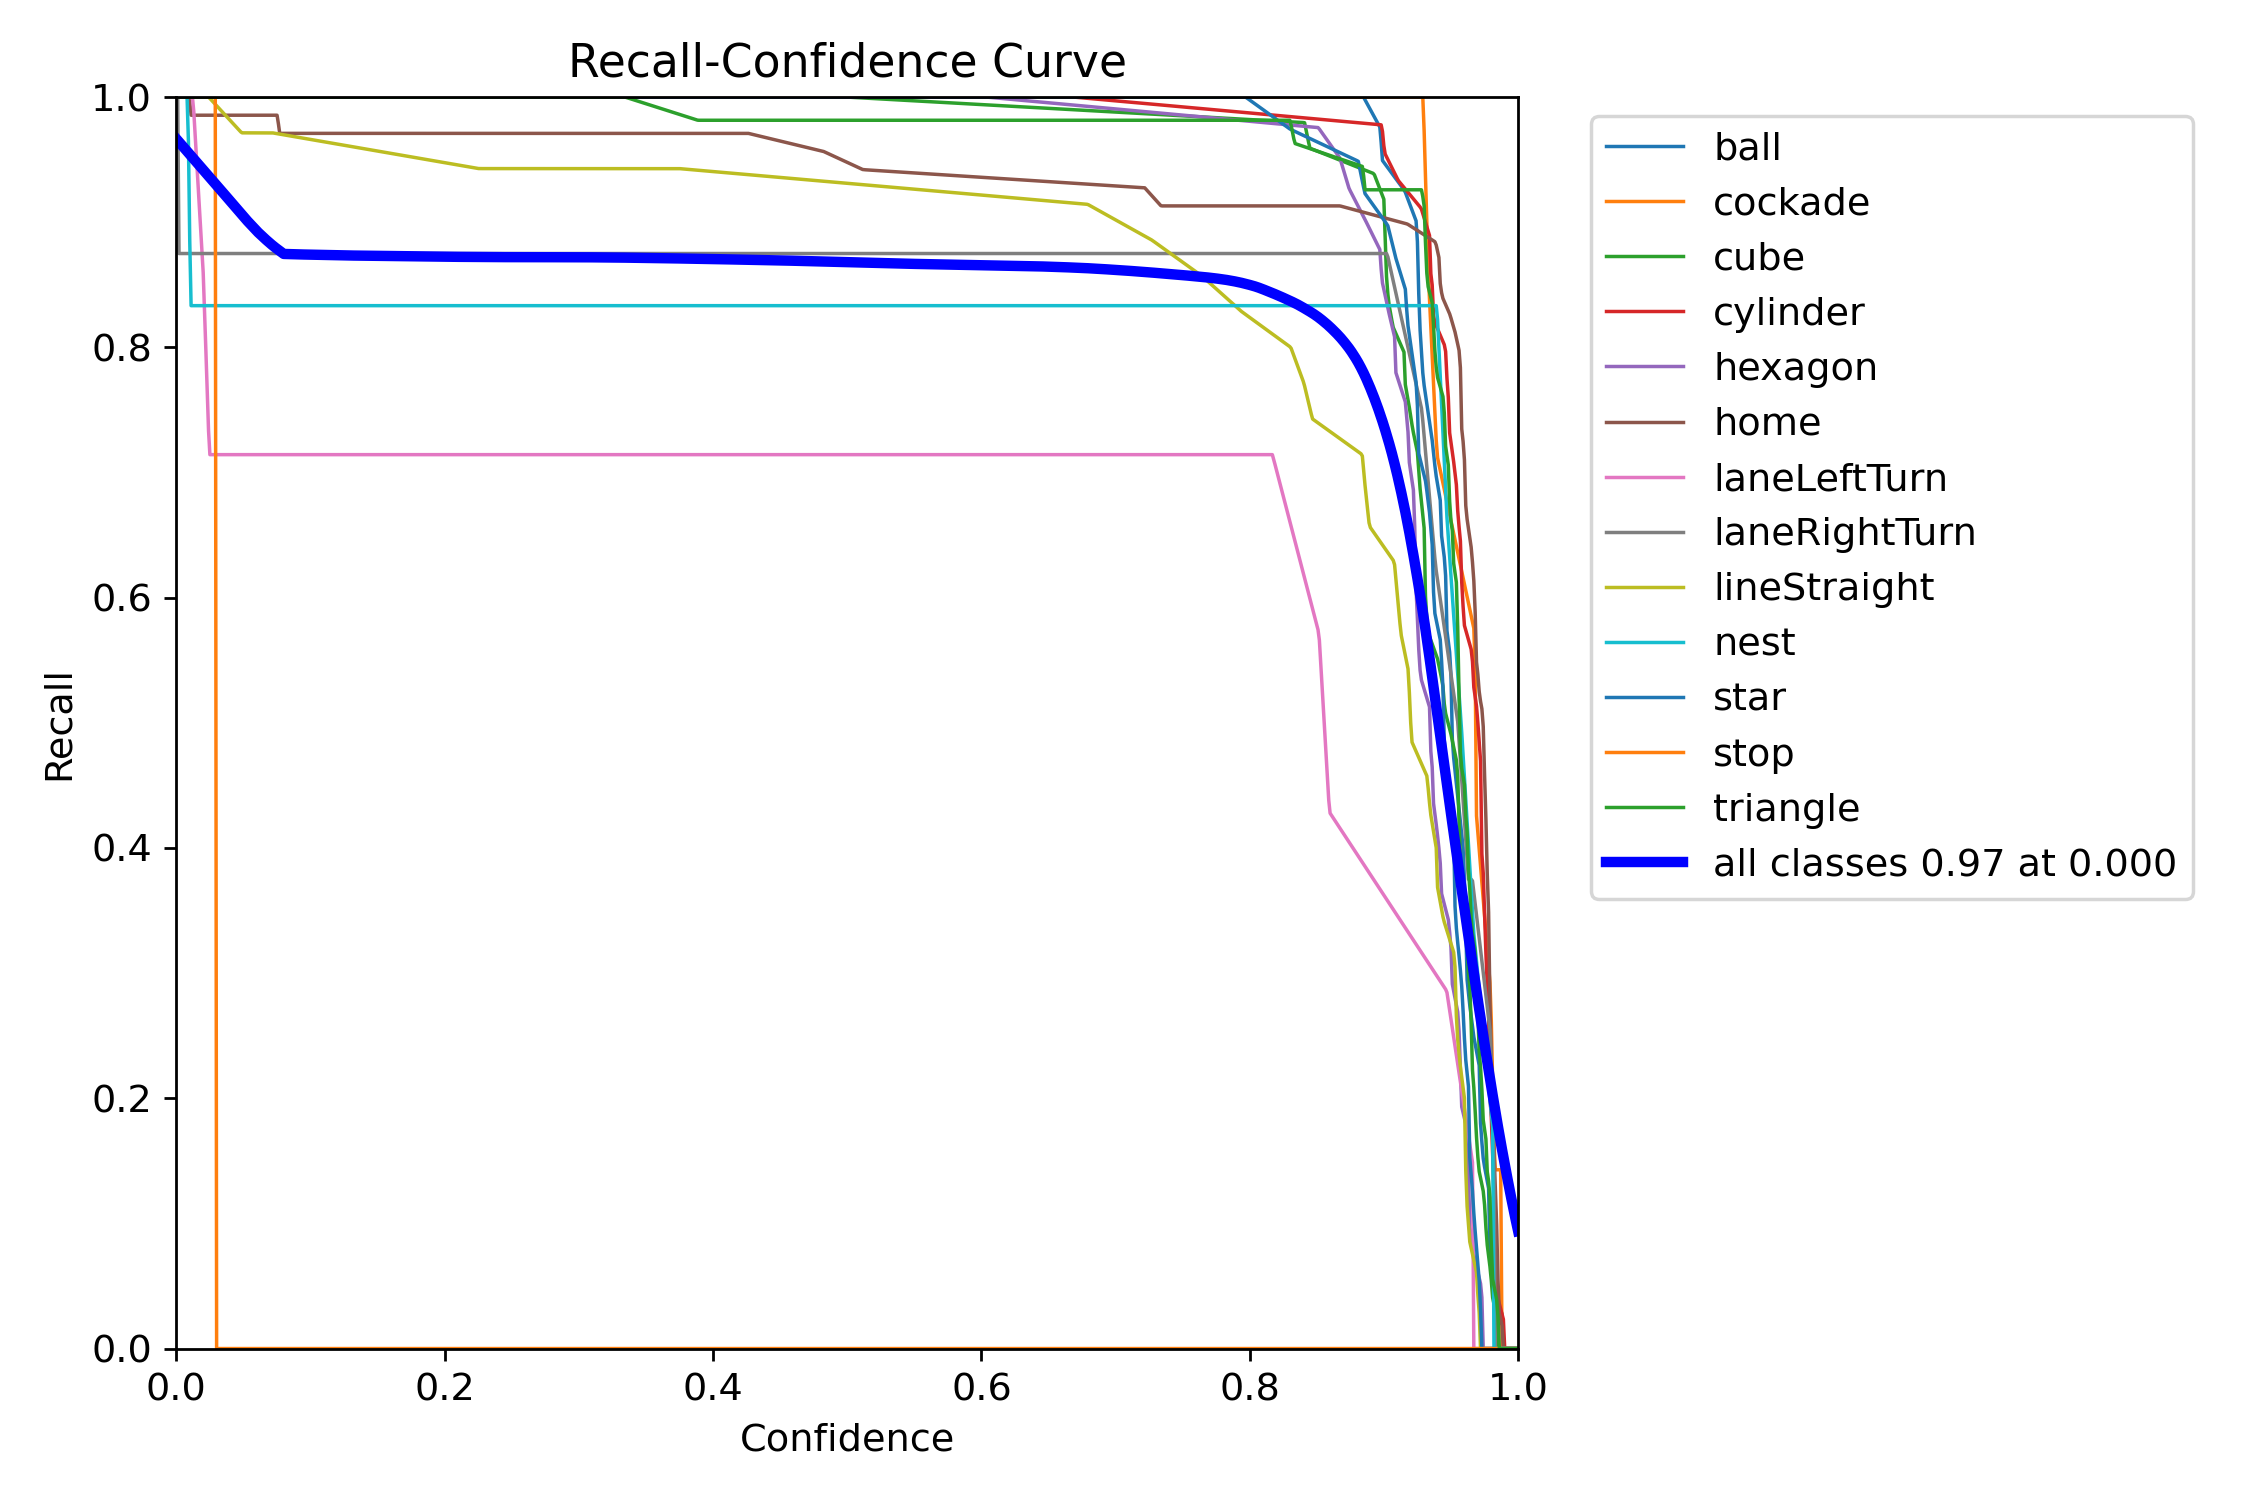 Recall-Confidence Curve
1.0
0.8
0.6
0.4
0.2
0.0
Recall
0.0 0.2 0.4 0.6 0.8 1.0
Confidence
ball
cockade
cube
cylinder
hexagon
home
laneLeftTurn
laneRightTurn
lineStraight
nest
star
stop
triangle
all classes 0.97 at 0.000